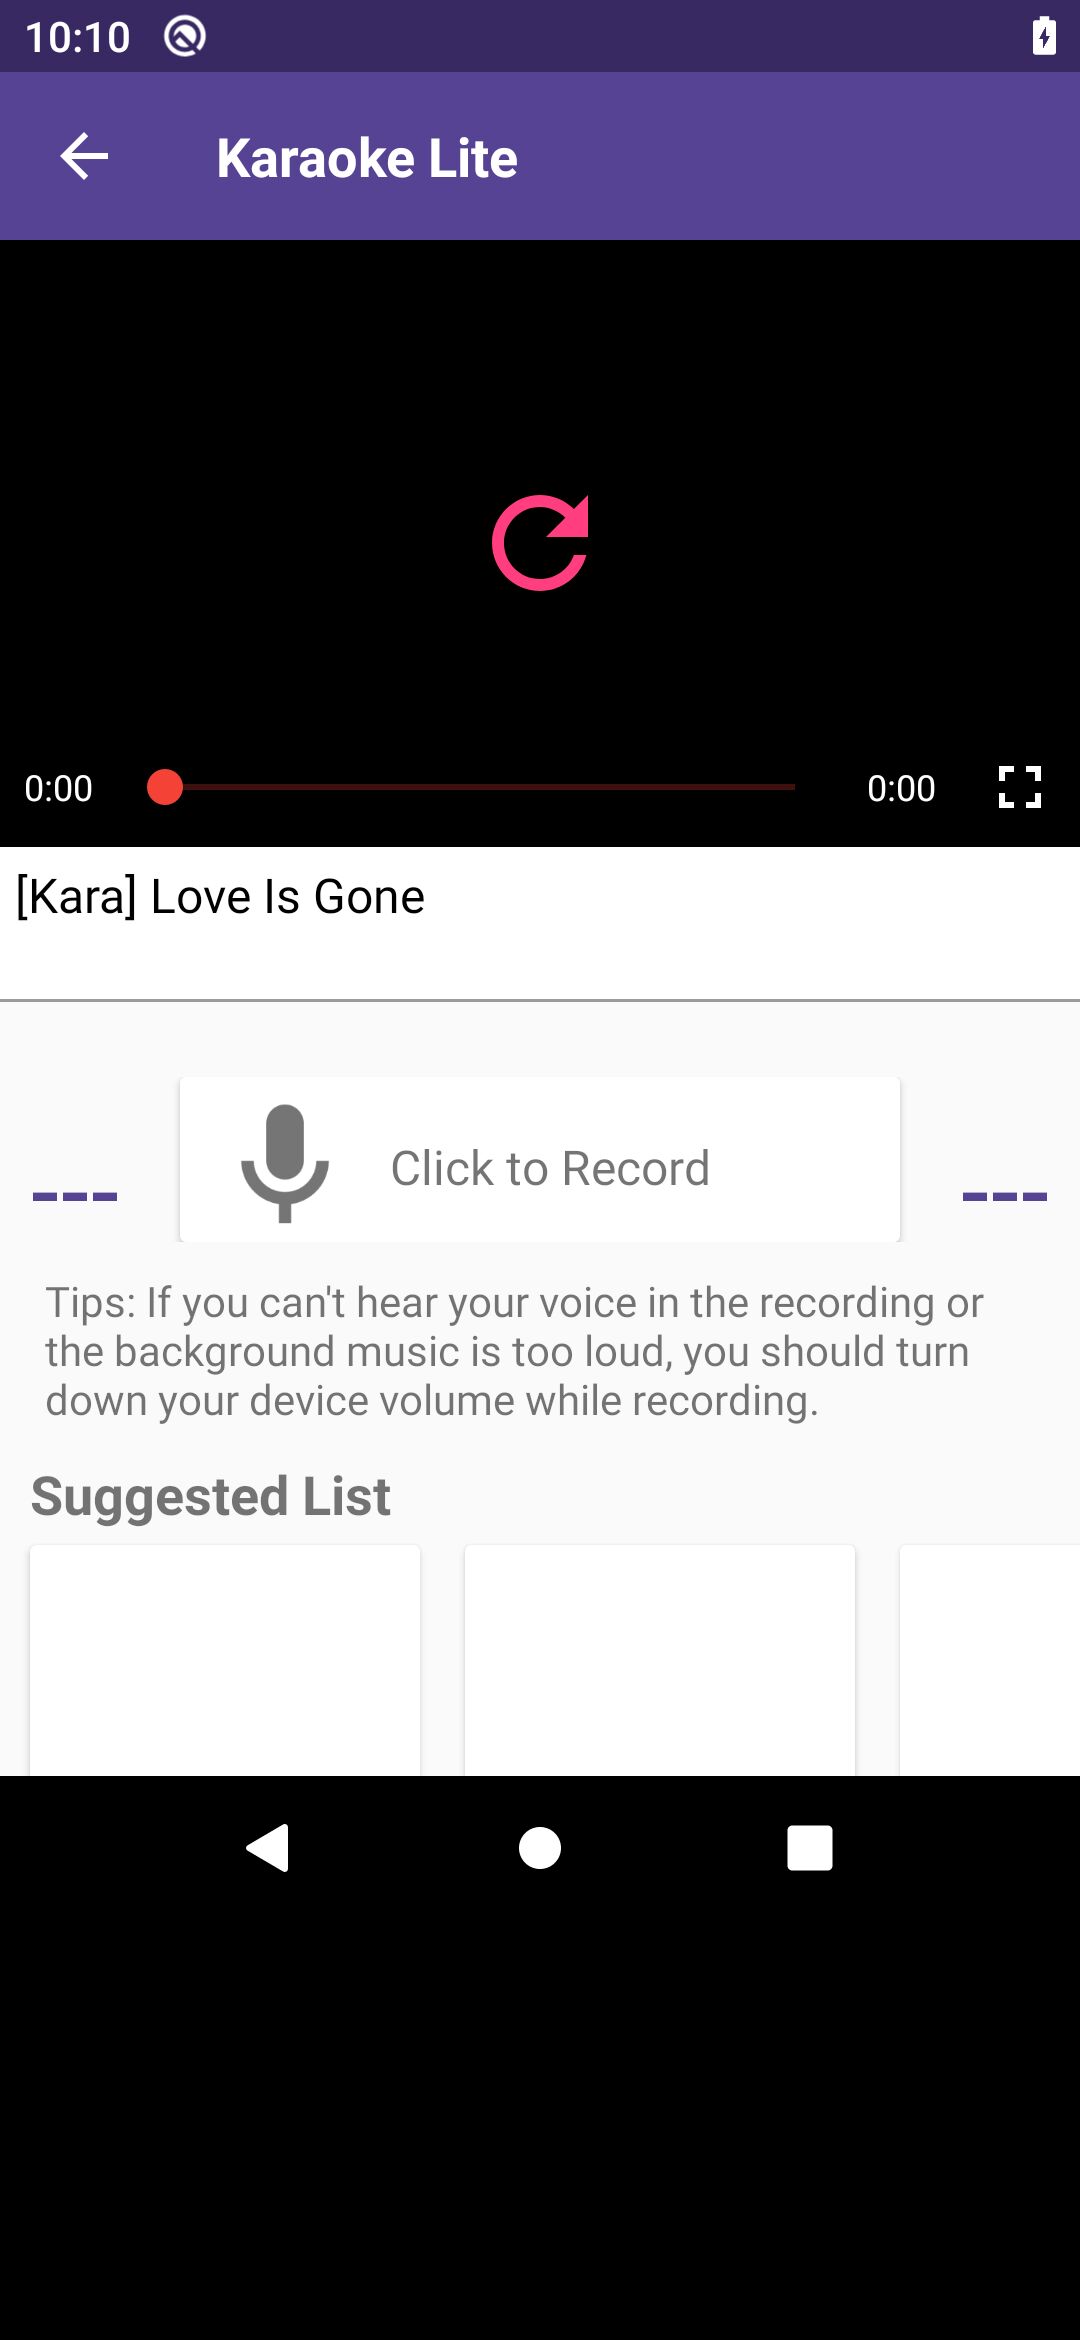 10:10
Karaoke Lite
0:00
0:00
[Kara] Love Is Gone
---
Click to Record
---
Tips: If you can't hear your voice in the recording or
the background music is too loud, you should turn
down your device volume while recording.
Suggested List